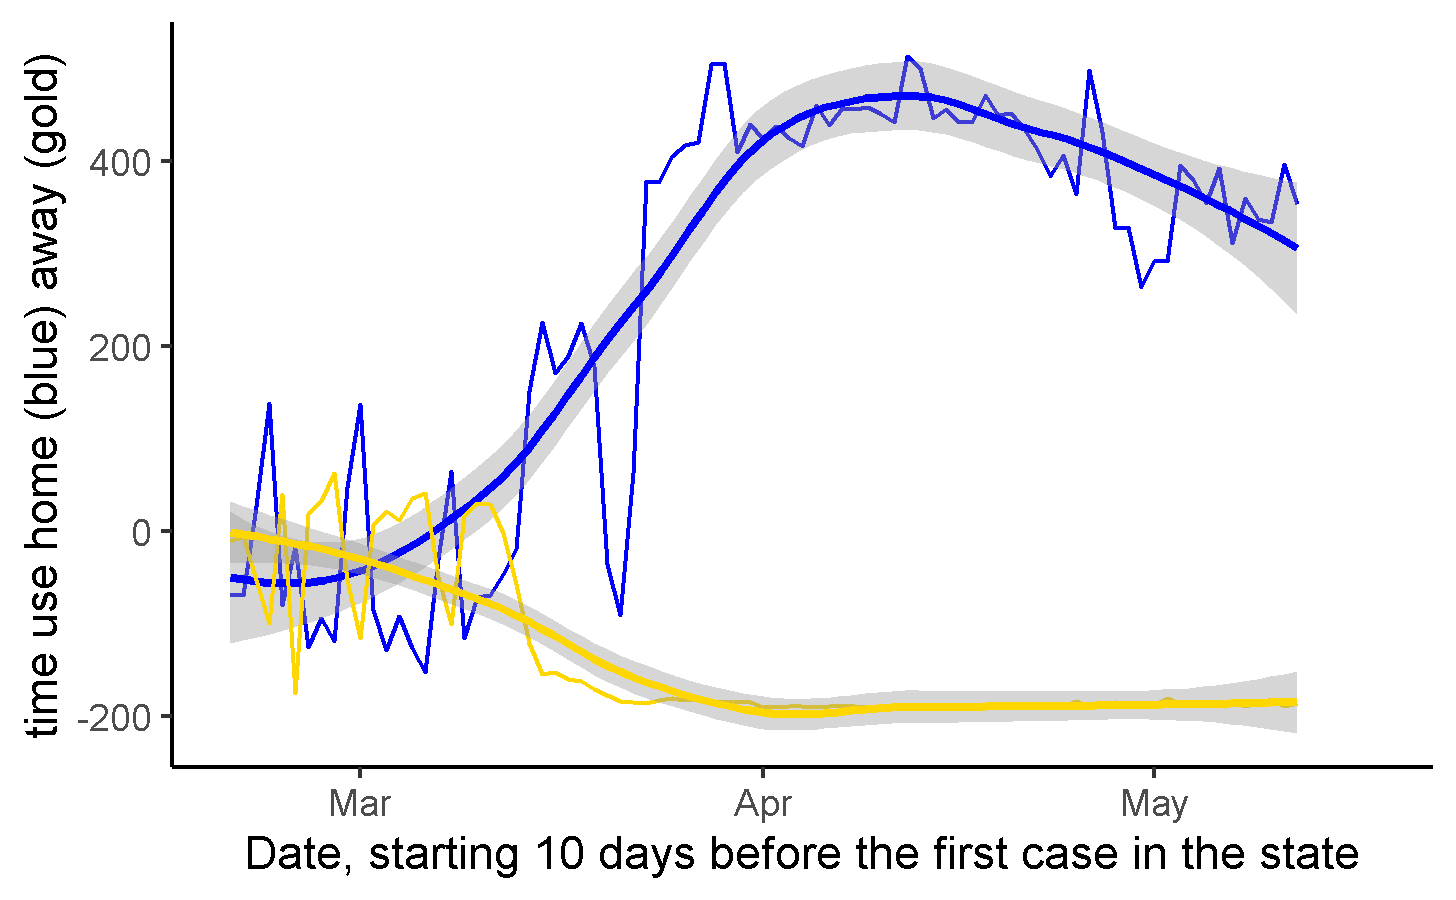 time use home (blue) away (gold)
400
200
0
-200
Mar
Apr
May
Date, starting 10 days before the first case in the state